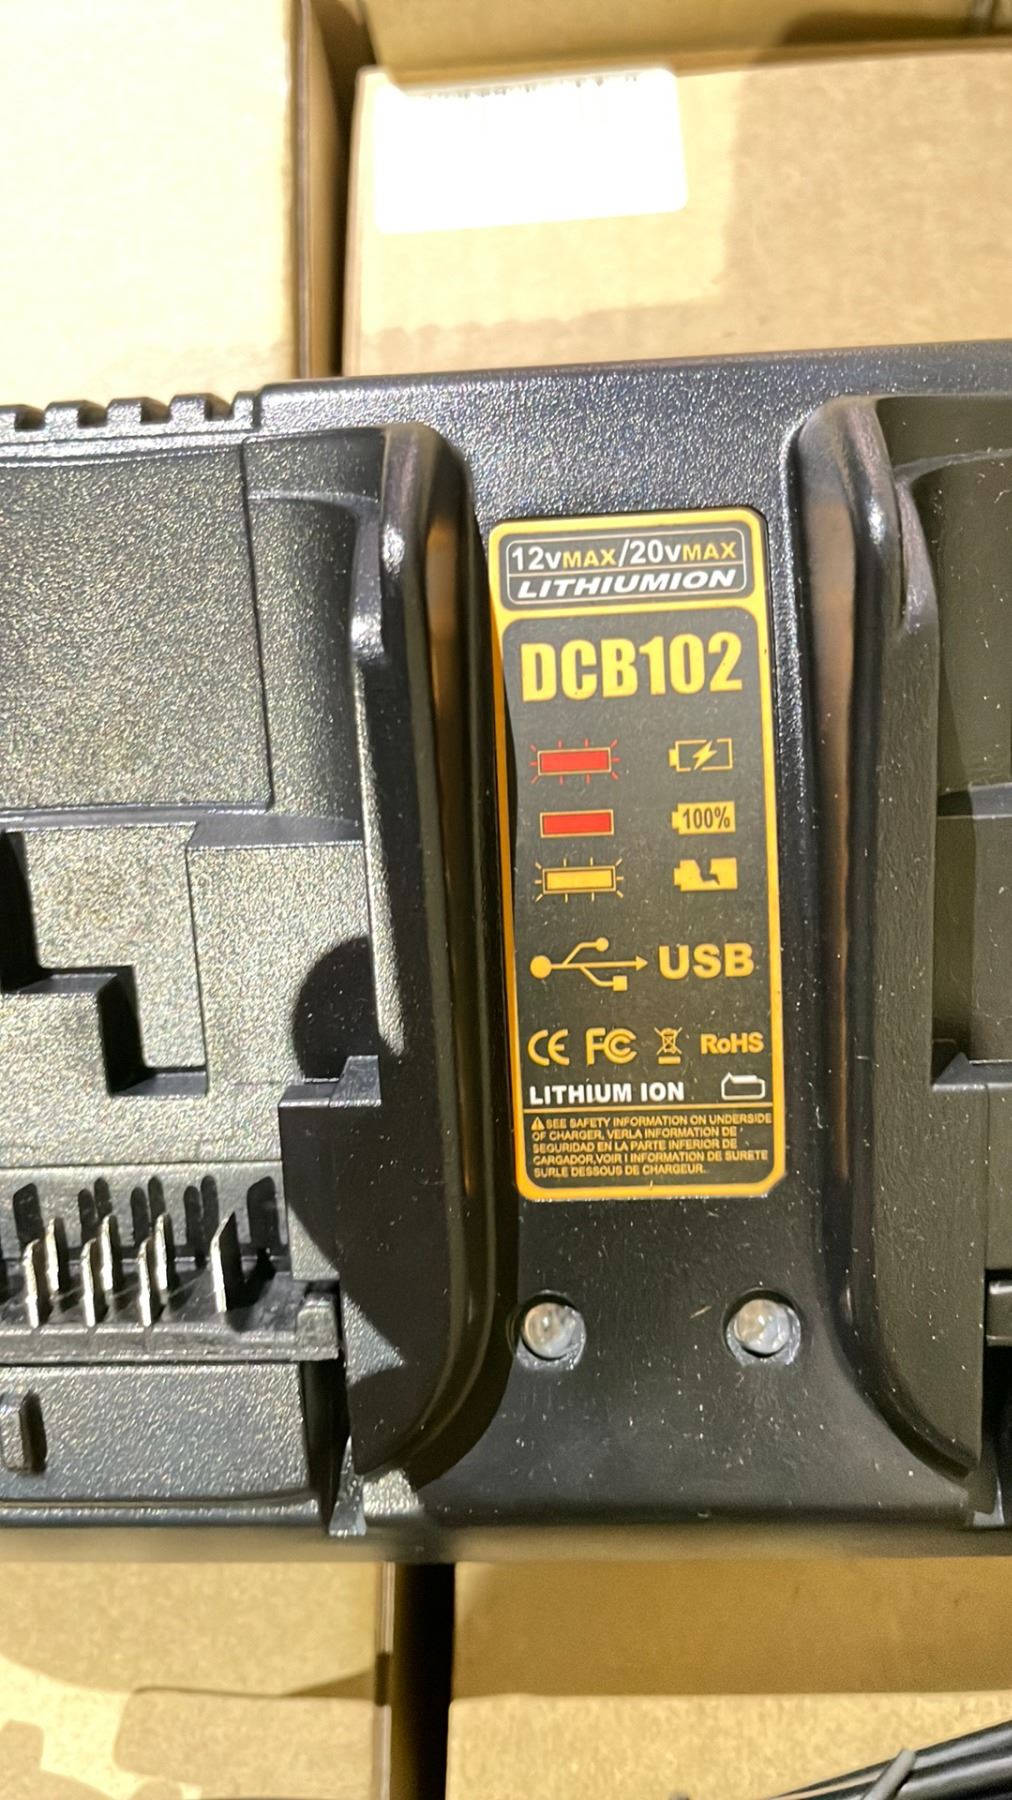 12VMAX/20VMAX
LITHIUMION
DCB102
100%
USB
CE FC RoHS
LITHIUM ION
SEE SAFETY INFORMATION ON UNDERSIDE
OF CHARGER, VERLA INFORMATION DE
SEGURIDAD EN LA PARTE INFERIOR DE
CARGADOR,VOIR I INFORMATION DE SURETE
SURLE DESSOUS DE CHARGEUR.